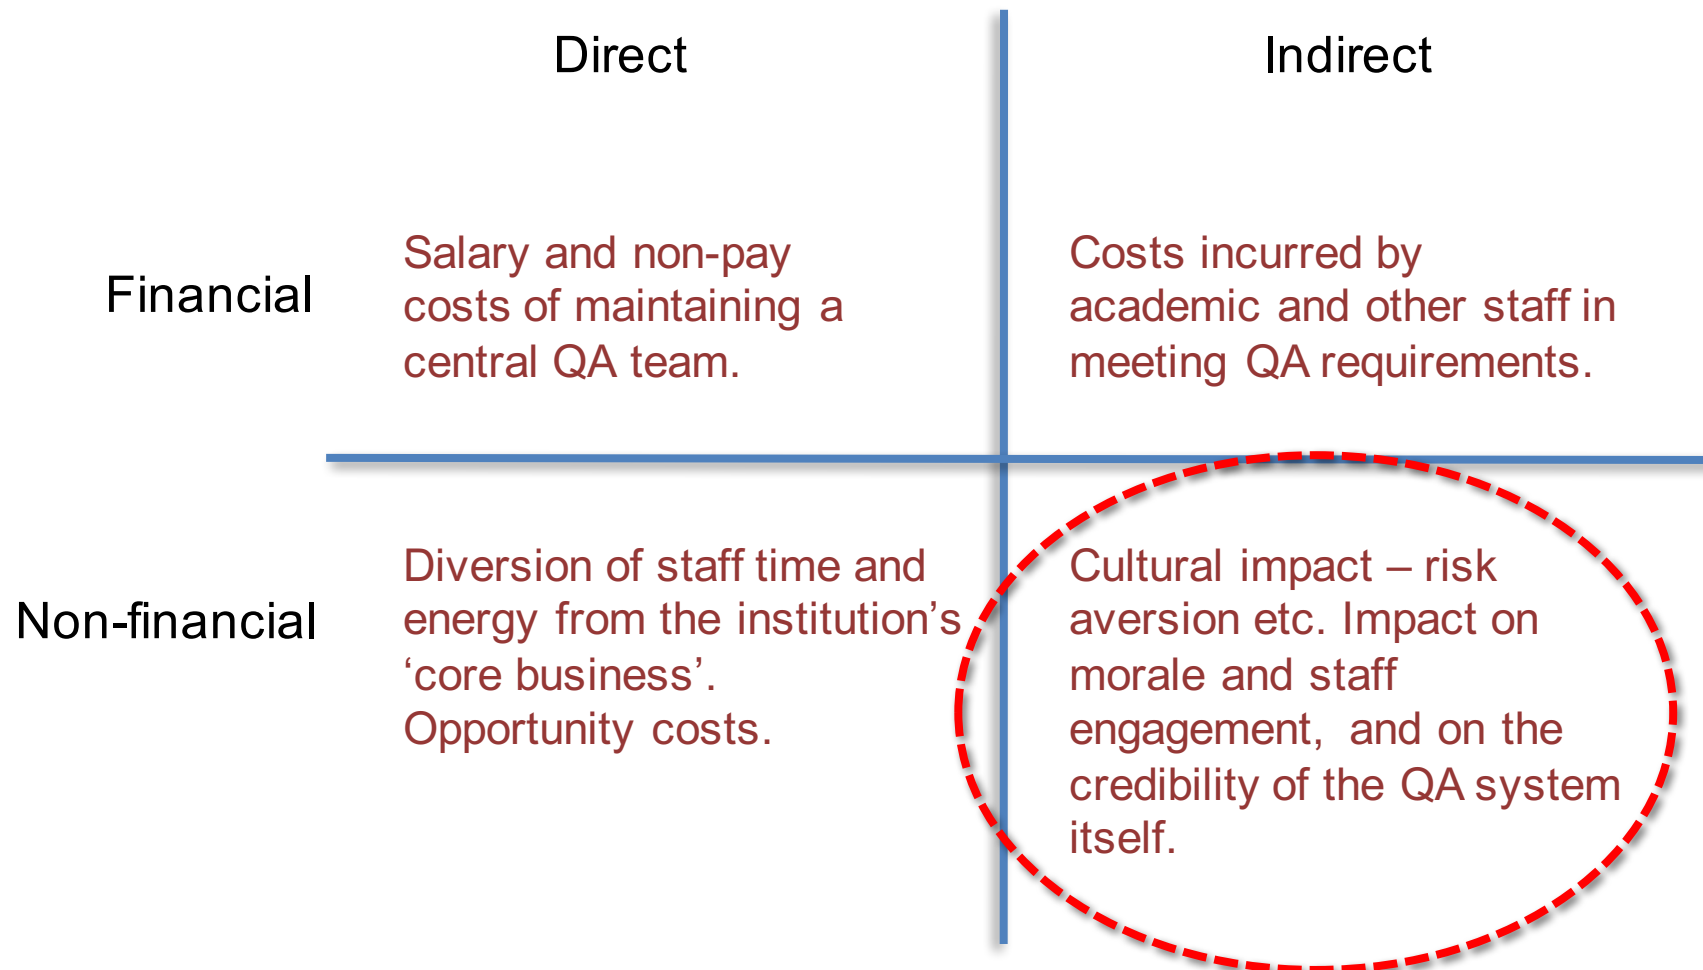 Direct
Indirect
Financial
Salary and non-pay
costs of maintaining a
central QA team.
Costs incurred by
academic and other staff in
meeting QA requirements.
Non-financial
Diversion of staff time and
energy from the institution’s
‘core business’.
Opportunity costs.
Cultural impact – risk
aversion etc. Impact on
morale and staff
engagement, and on the
credibility of the QA system
itself.